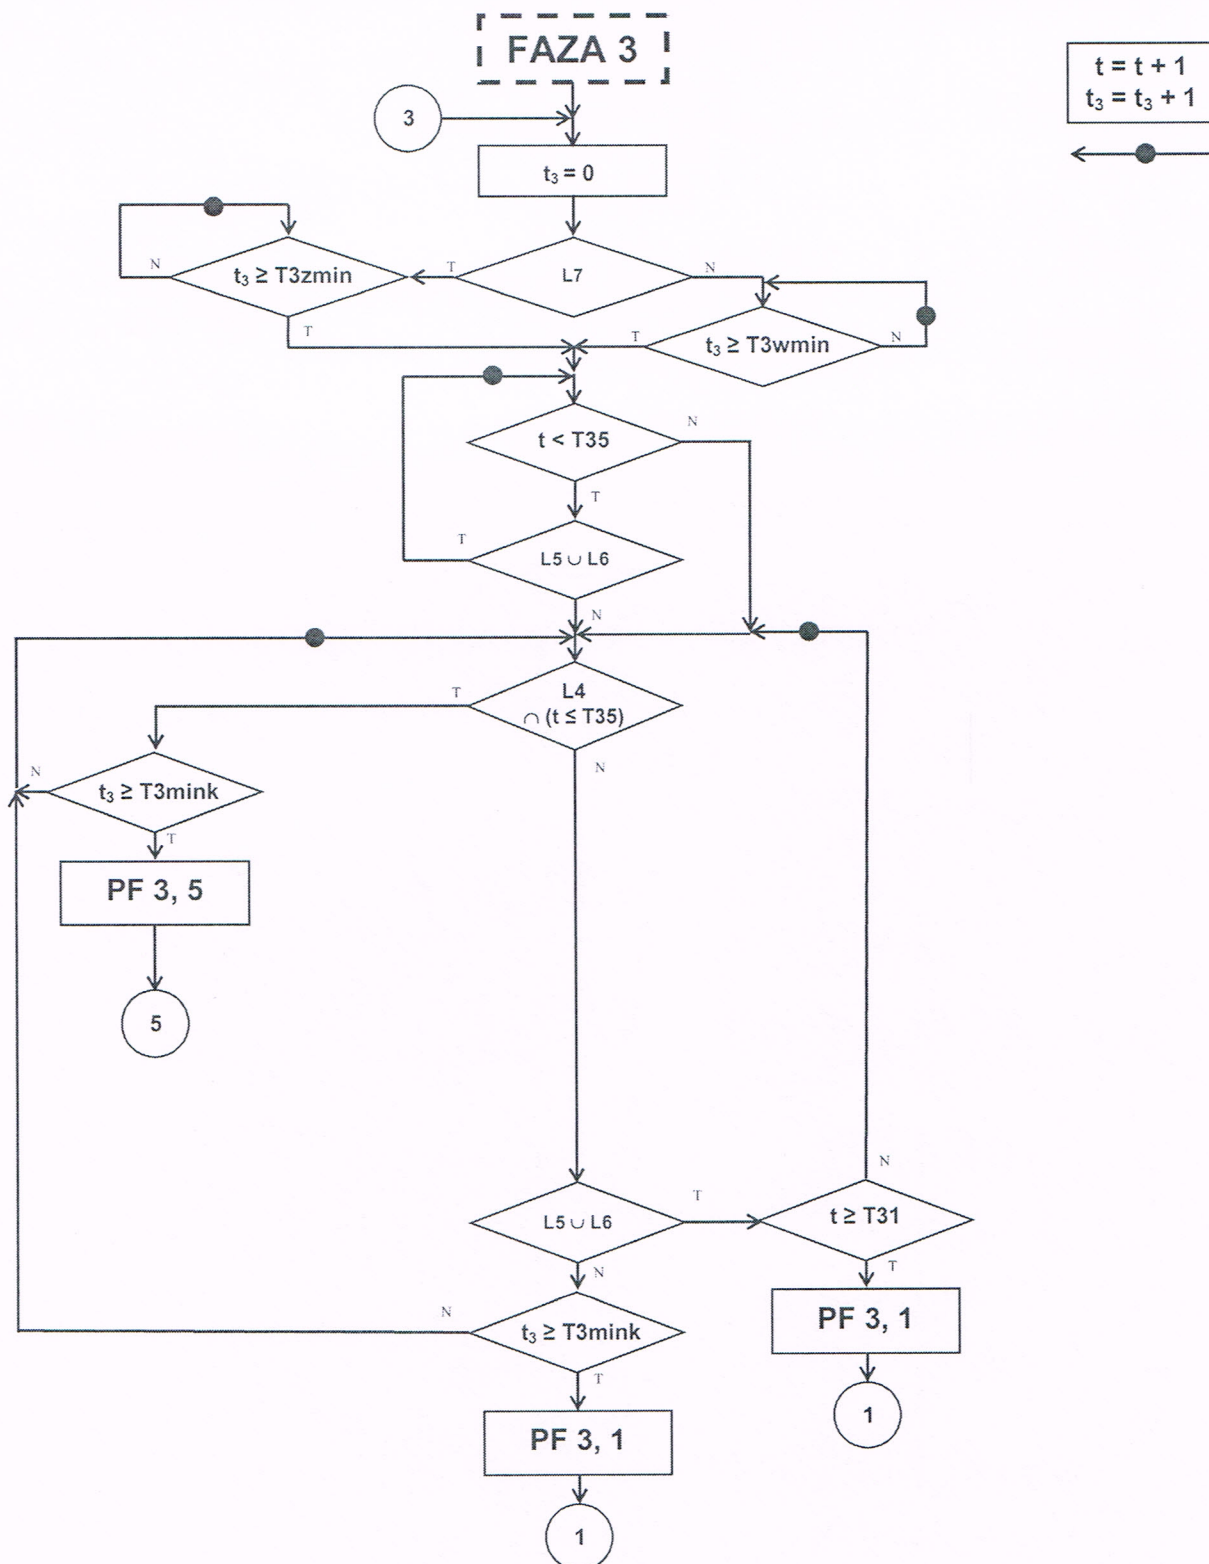 FAZA 3
t = t + 1
t₃ = t₃ + 1
3
t₃ = 0
N
t₃ ≥ T3zmin
T
L7
N
T
T
t₃ ≥ T3wmin
N
t < T35
N
T
T
L5 ∪ L6
N
T
L4
∩ (t ≤ T35)
N
N
t₃ ≥ T3mink
T
PF 3, 5
5
N
L5 ∪ L6
T
t ≥ T31
N
T
N
t₃ ≥ T3mink
PF 3, 1
T
1
PF 3, 1
1